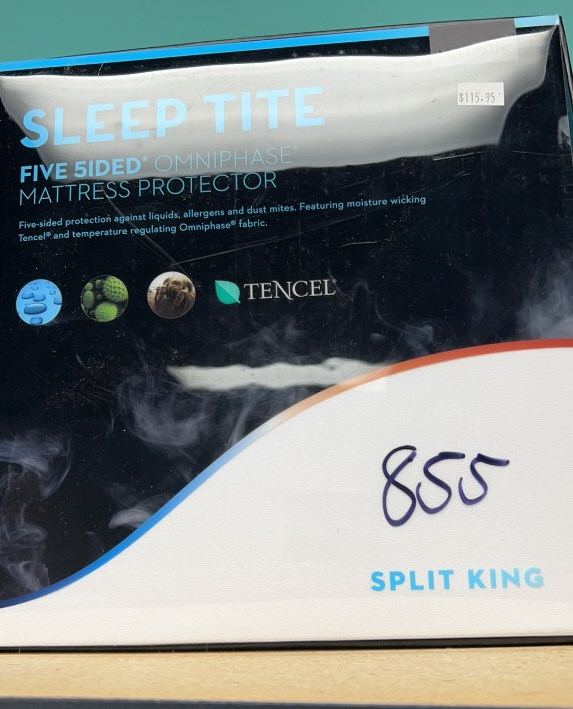 $115.95
SLEEP TITE
FIVE 5IDED® OMNIPHASE®
MATTRESS PROTECTOR
Five-sided protection against liquids, allergens and dust mites. Featuring moisture wicking
Tencel® and temperature regulating Omniphase® fabric.
TENCEL®
855
SPLIT KING